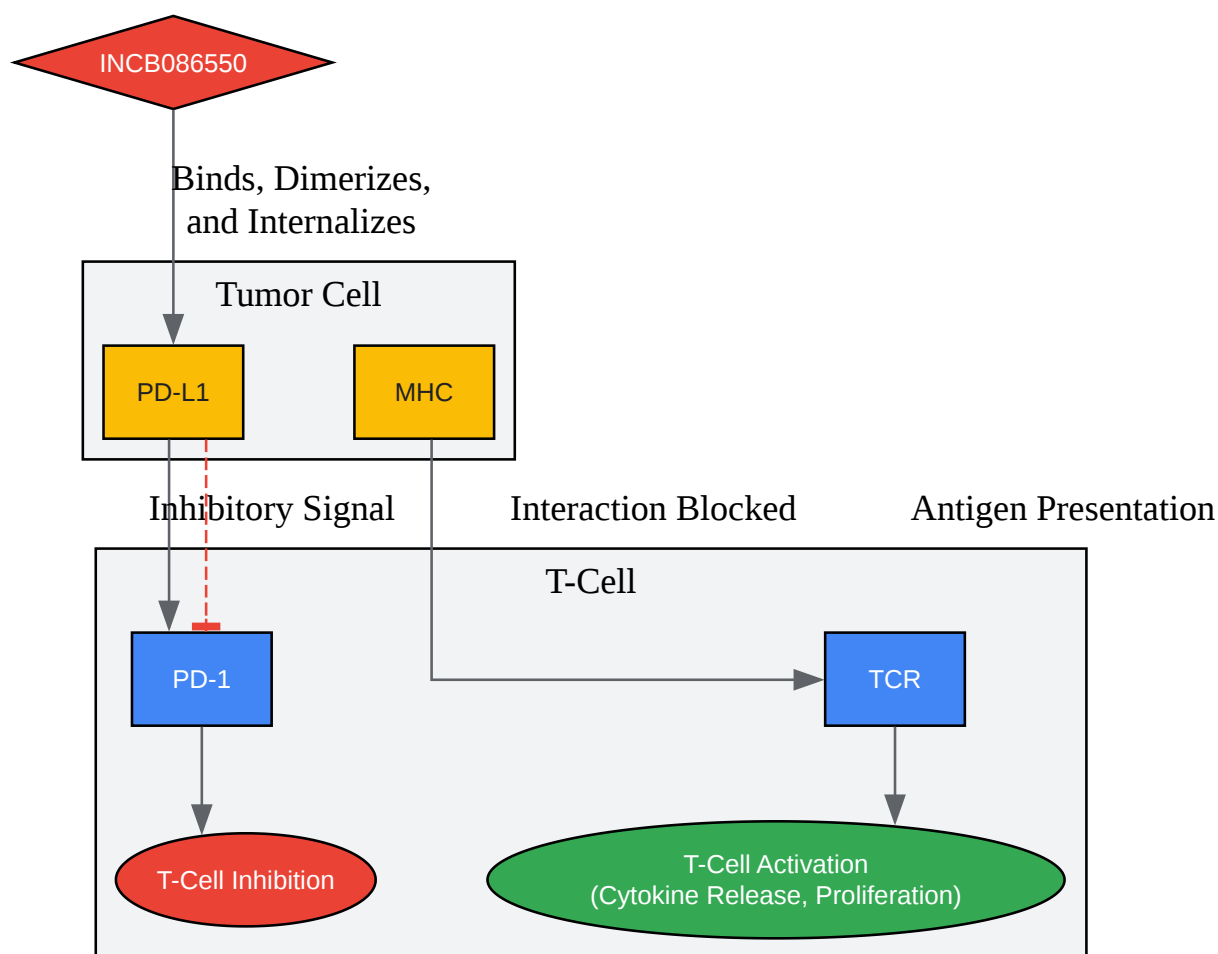 INCB086550
Binds, Dimerizes,
and Internalizes
Tumor Cell
PD-L1
MHC
Inhibitory Signal
Interaction Blocked
Antigen Presentation
T-Cell
PD-1
TCR
T-Cell Inhibition
T-Cell Activation
(Cytokine Release, Proliferation)